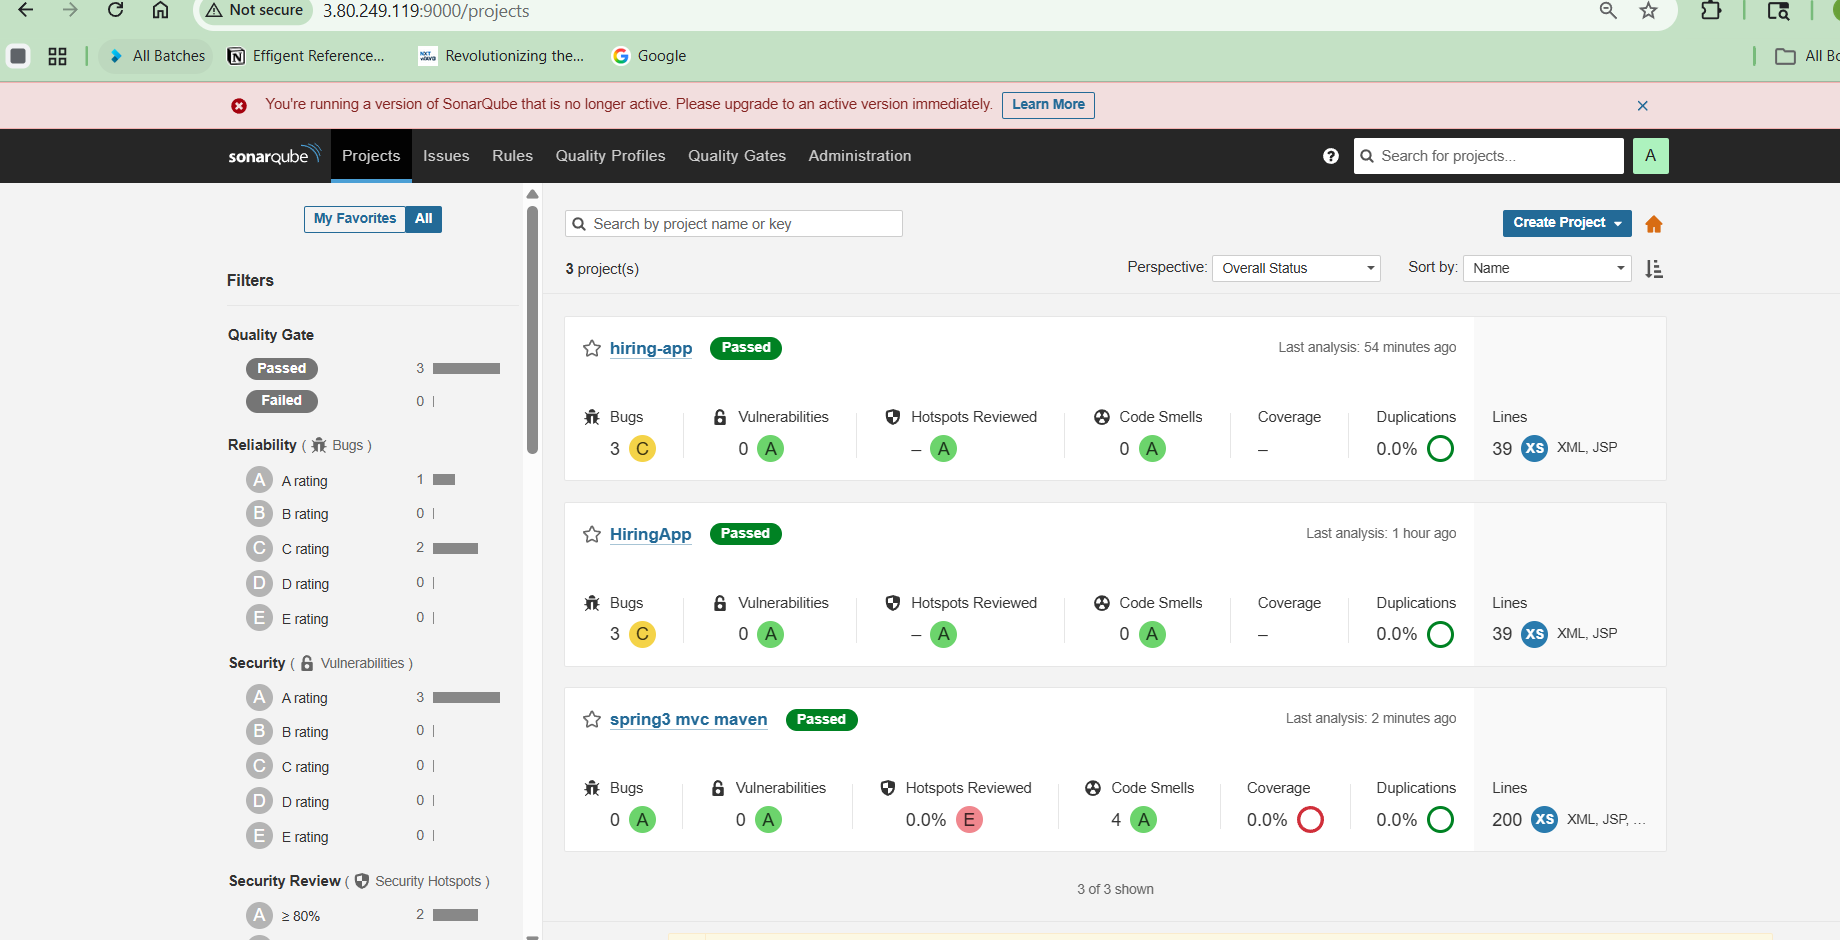 Not secure 3.80.249.119:9000/projects
All Batches Effigent Reference... NXT WAVE Revolutionizing the... Google
You're running a version of SonarQube that is no longer active. Please upgrade to an active version immediately. Learn More
sonarqube Projects Issues Rules Quality Profiles Quality Gates Administration Search for projects... A
My Favorites All
Search by project name or key
Create Project
3 project(s)
Perspective: Overall Status
Sort by: Name
Filters
Quality Gate
Passed 3
Failed 0
Reliability ( Bugs )
A A rating 1
B B rating 0
C C rating 2
D D rating 0
E E rating 0
Security ( Vulnerabilities )
A A rating 3
B B rating 0
C C rating 0
D D rating 0
E E rating 0
Security Review ( Security Hotspots )
A ≥ 80% 2
hiring-app Passed Last analysis: 54 minutes ago
Bugs Vulnerabilities Hotspots Reviewed Code Smells Coverage Duplications Lines
3 C 0 A – A 0 A – 0.0% 39 XS XML, JSP
HiringApp Passed Last analysis: 1 hour ago
Bugs Vulnerabilities Hotspots Reviewed Code Smells Coverage Duplications Lines
3 C 0 A – A 0 A – 0.0% 39 XS XML, JSP
spring3 mvc maven Passed Last analysis: 2 minutes ago
Bugs Vulnerabilities Hotspots Reviewed Code Smells Coverage Duplications Lines
0 A 0 A 0.0% E 4 A 0.0% 0.0% 200 XS XML, JSP, ...
3 of 3 shown